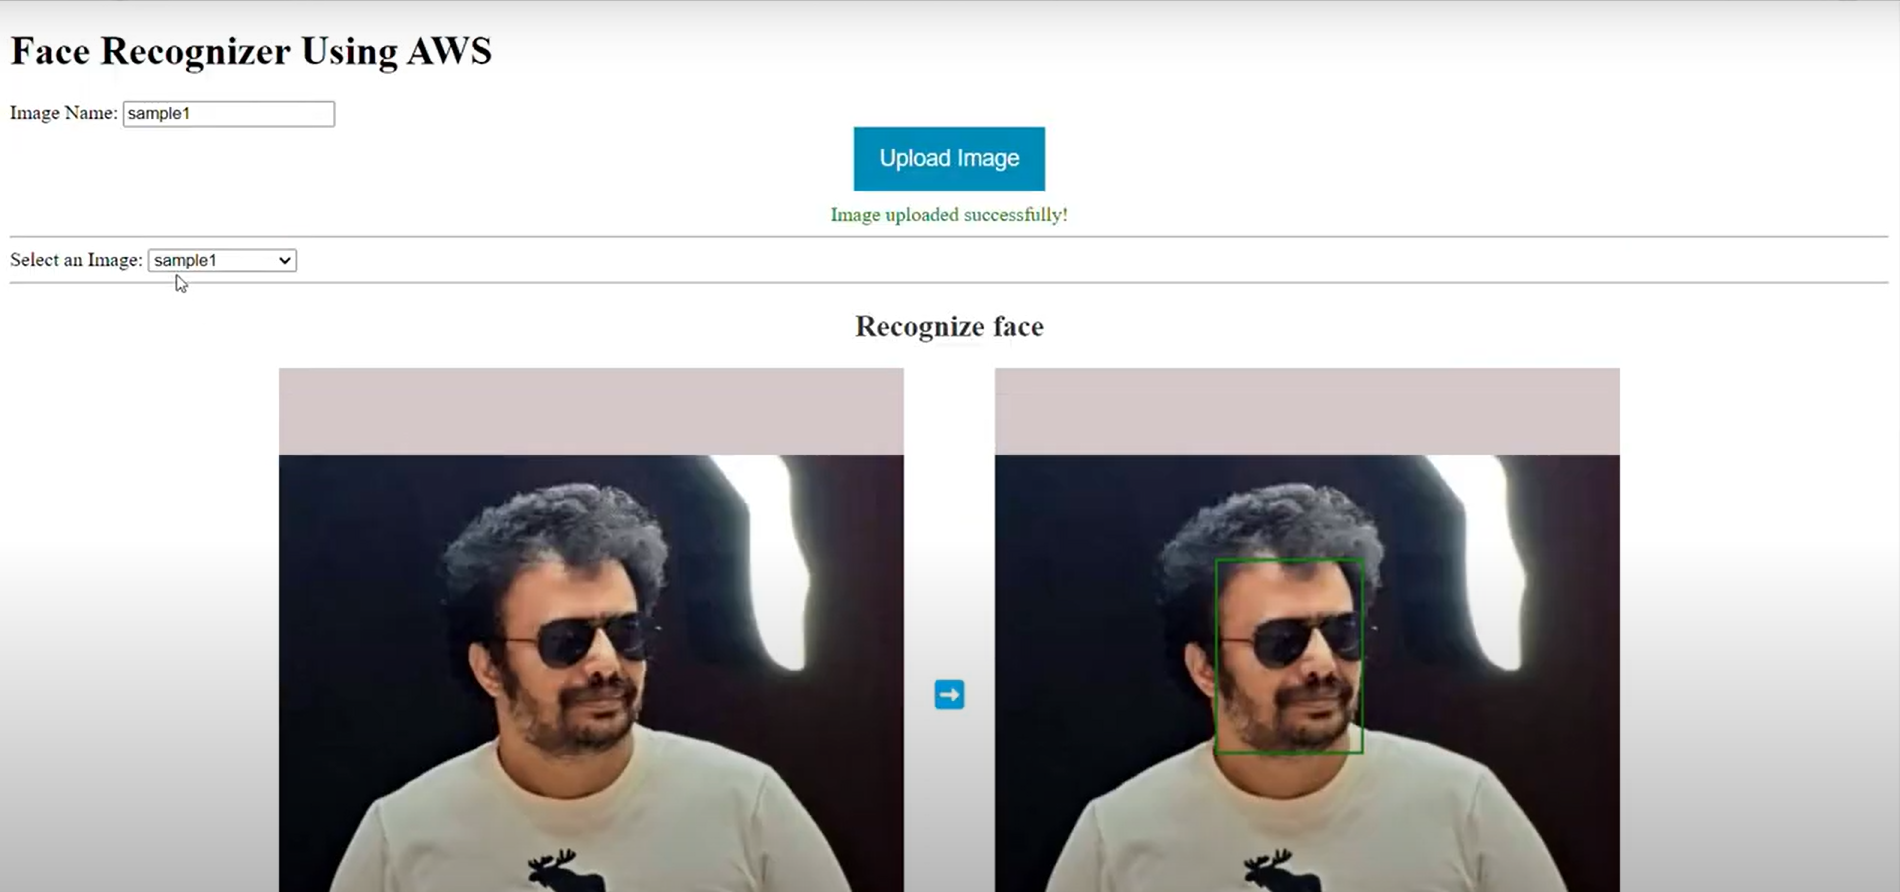 Face Recognizer Using AWS
Image Name: sample1
Upload Image
Image uploaded successfully!
Select an Image: sample1
Recognize face